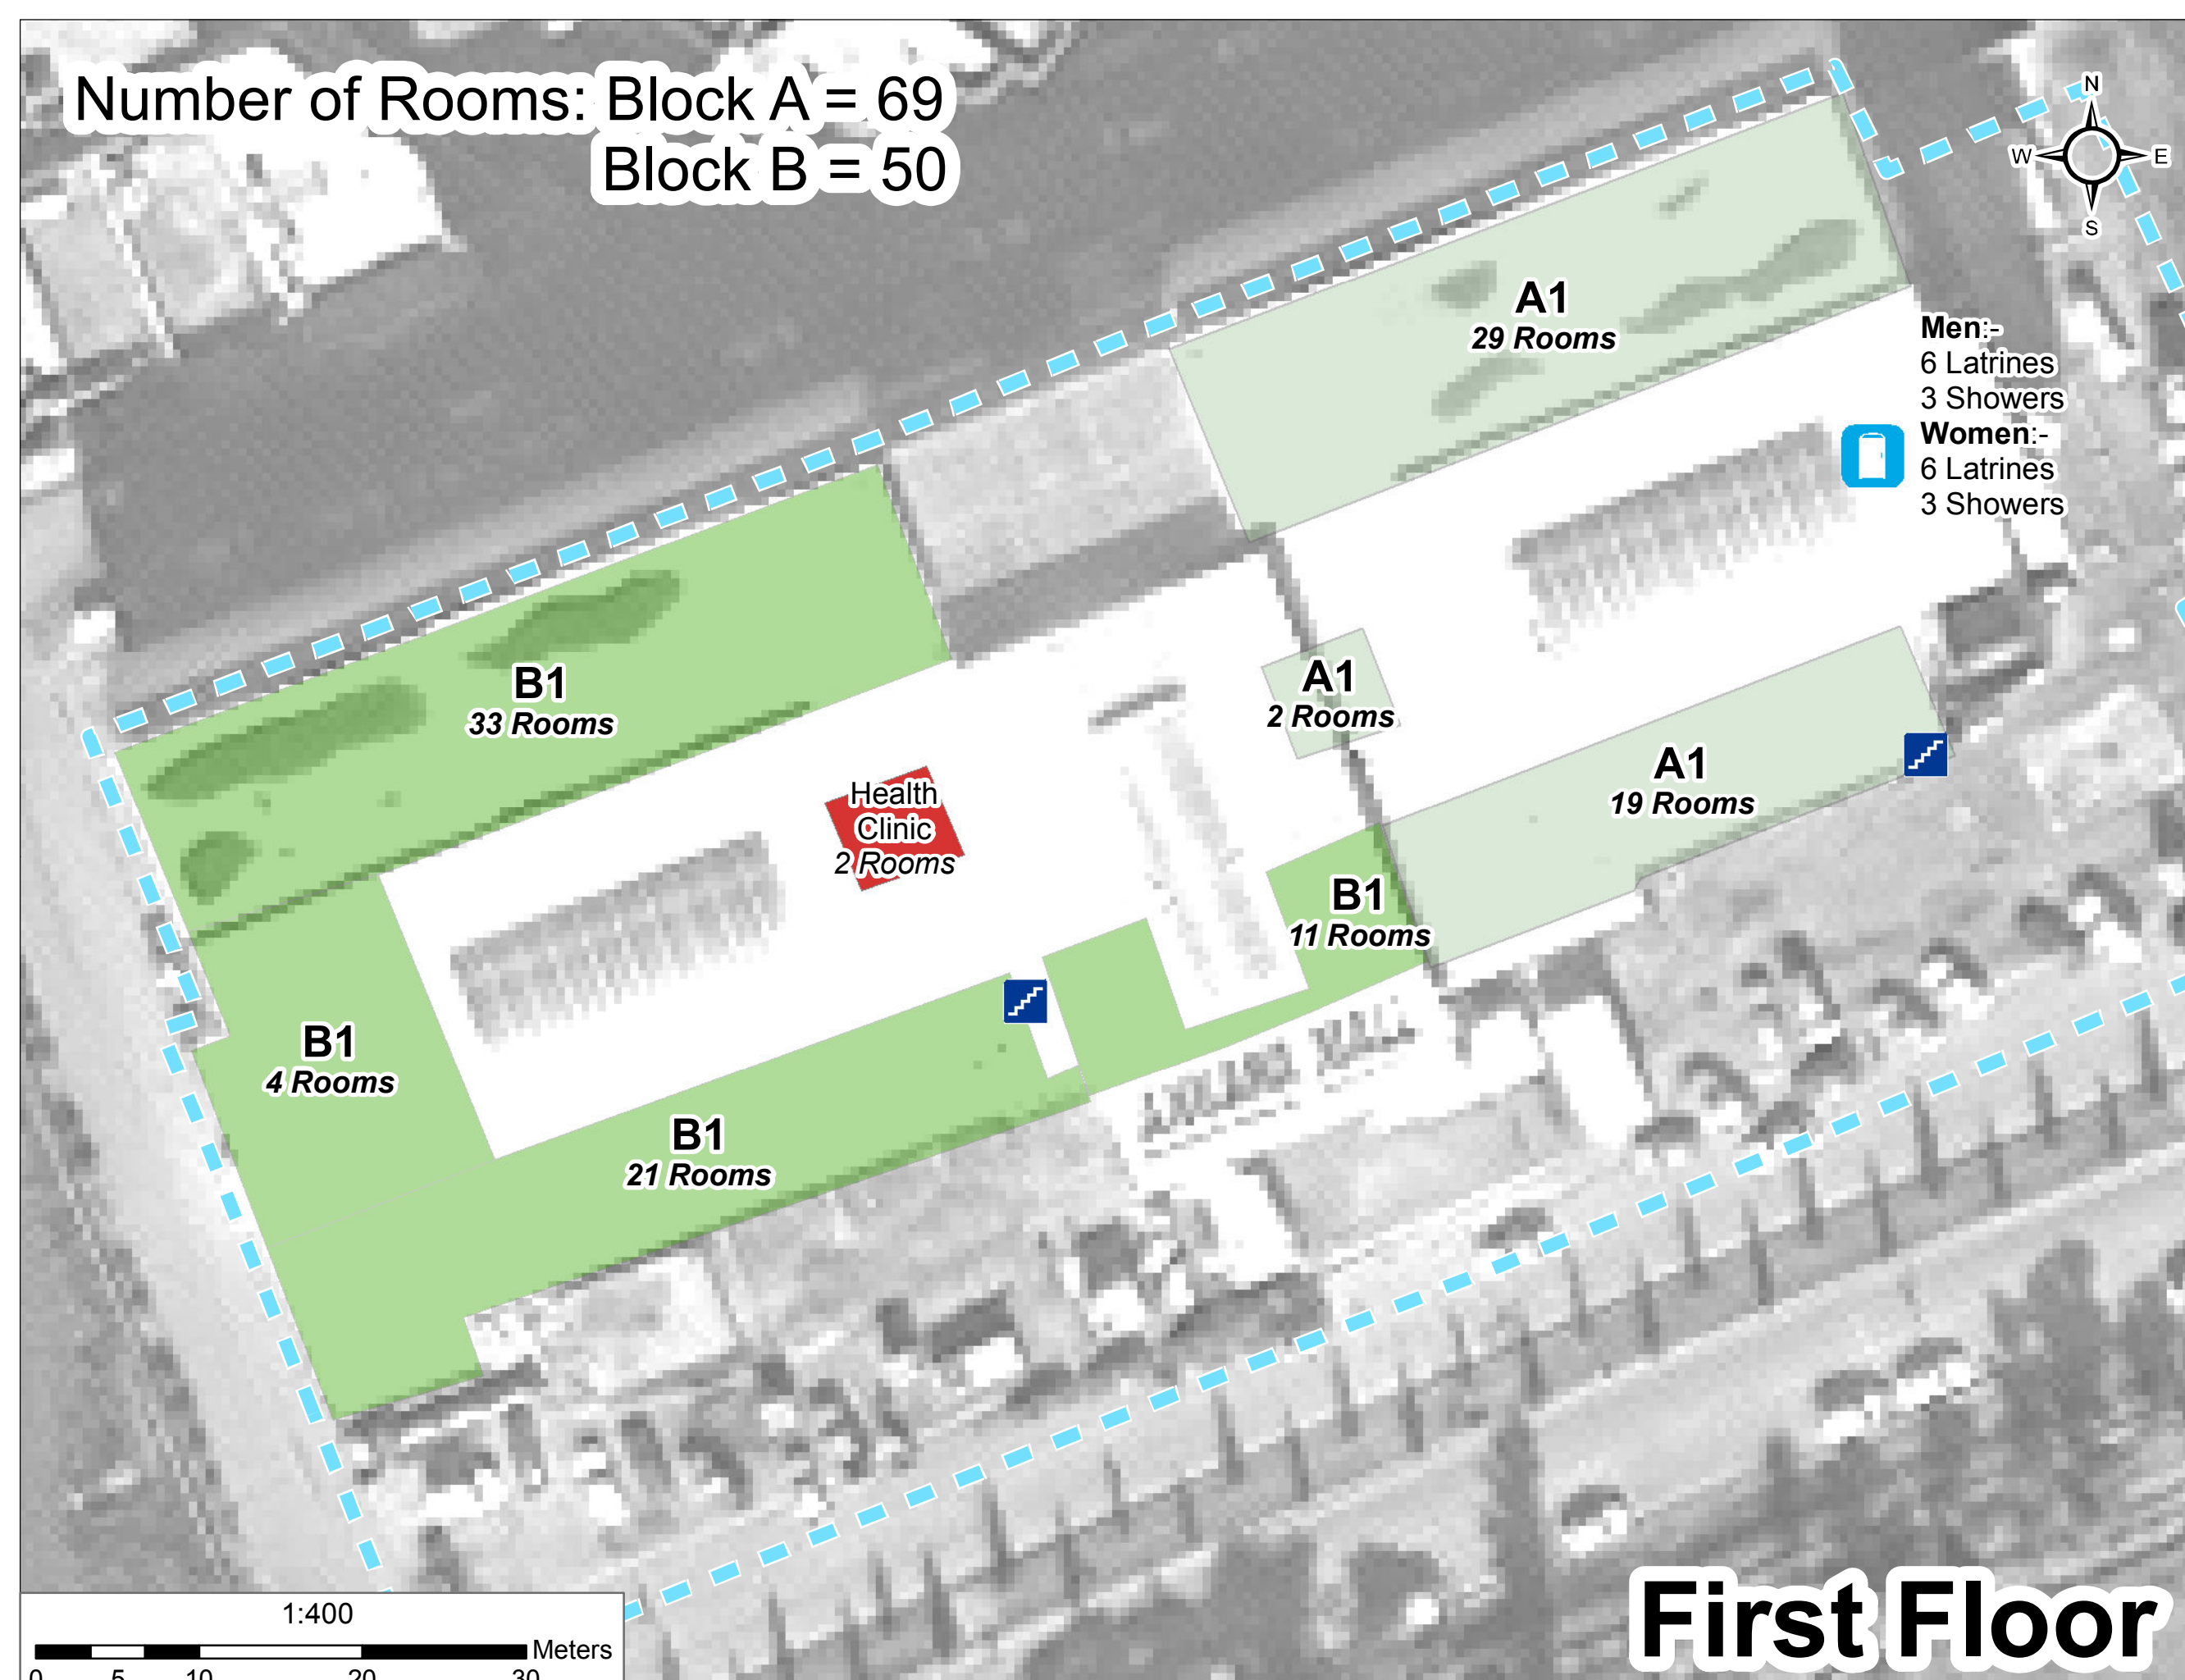 Number of Rooms: Block A = 69
Block B = 50
N
W E
S
A1
29 Rooms
Men:-
6 Latrines
3 Showers
Women:-
6 Latrines
3 Showers
B1
33 Rooms
A1
2 Rooms
A1
19 Rooms
Health
Clinic
2 Rooms
B1
11 Rooms
B1
4 Rooms
B1
21 Rooms
First Floor
1:400
Meters
0 5 10 20 30